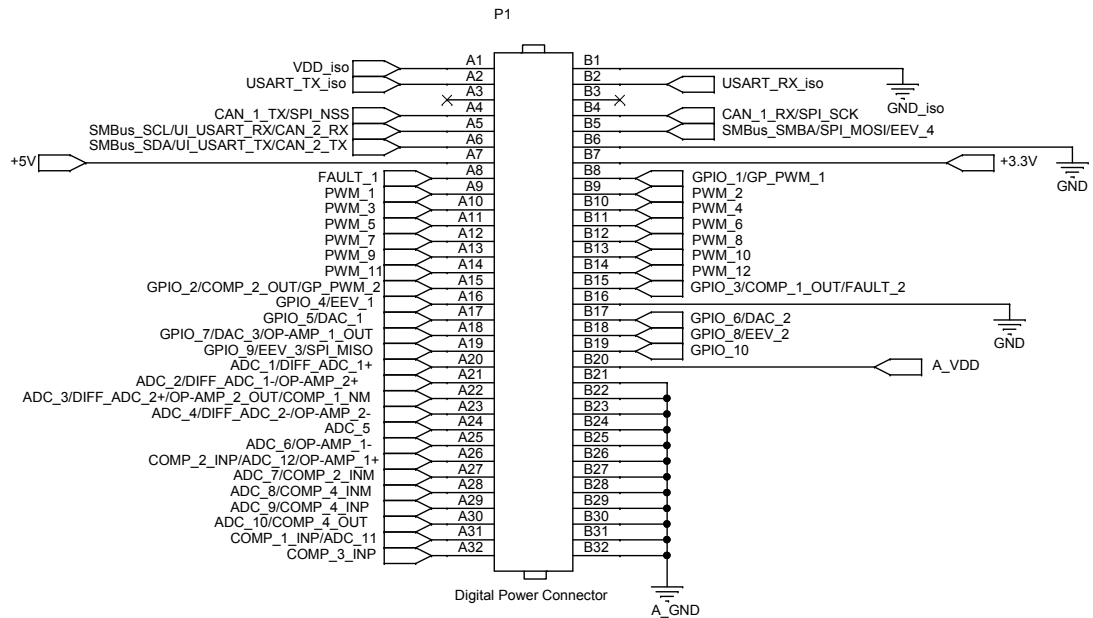 P1
A1
B1
VDD_iso
A2
B2
USART_TX_iso
USART_RX_iso
A3
B3
GND_iso
A4
B4
CAN_1_TX/SPI_NSS
CAN_1_RX/SPI_SCK
A5
B5
SMBus_SCL/UI_USART_RX/CAN_2_RX
SMBus_SMBA/SPI_MOSI/EEV_4
A6
B6
SMBus_SDA/UI_USART_TX/CAN_2_TX
A7
B7
+5V
+3.3V
GND
A8
B8
FAULT_1
GPIO_1/GP_PWM_1
A9
B9
PWM_1
PWM_2
A10
B10
PWM_3
PWM_4
A11
B11
PWM_5
PWM_6
A12
B12
PWM_7
PWM_8
A13
B13
PWM_9
PWM_10
A14
B14
PWM_11
PWM_12
A15
B15
GPIO_2/COMP_2_OUT/GP_PWM_2
GPIO_3/COMP_1_OUT/FAULT_2
A16
B16
GPIO_4/EEV_1
A17
B17
GPIO_5/DAC_1
GPIO_6/DAC_2
A18
B18
GPIO_7/DAC_3/OP-AMP_1_OUT
GPIO_8/EEV_2
GND
A19
B19
GPIO_9/EEV_3/SPI_MISO
GPIO_10
A20
B20
ADC_1/DIFF_ADC_1+
A_VDD
A21
B21
ADC_2/DIFF_ADC_1-/OP-AMP_2+
A22
B22
ADC_3/DIFF_ADC_2+/OP-AMP_2_OUT/COMP_1_NM
A23
B23
ADC_4/DIFF_ADC_2-/OP-AMP_2-
A24
B24
ADC_5
A25
B25
ADC_6/OP-AMP_1-
A26
B26
COMP_2_INP/ADC_12/OP-AMP_1+
A27
B27
ADC_7/COMP_2_INM
A28
B28
ADC_8/COMP_4_INM
A29
B29
ADC_9/COMP_4_INP
A30
B30
ADC_10/COMP_4_OUT
A31
B31
COMP_1_INP/ADC_11
A32
B32
COMP_3_INP
Digital Power Connector
A_GND